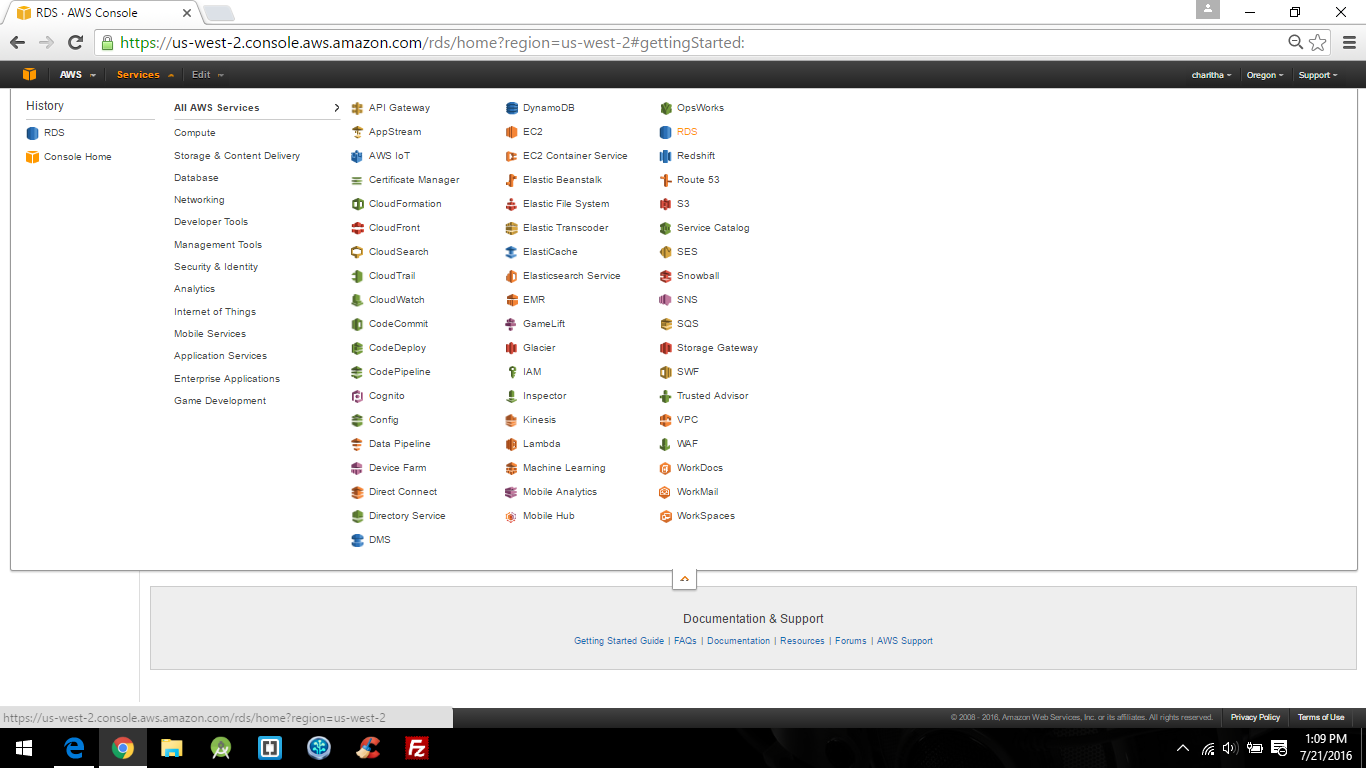 RDS · AWS Console
https://us-west-2.console.aws.amazon.com/rds/home?region=us-west-2#gettingStarted:
AWS Services Edit charitha Oregon Support
History
RDS
Console Home
All AWS Services
Compute
Storage & Content Delivery
Database
Networking
Developer Tools
Management Tools
Security & Identity
Analytics
Internet of Things
Mobile Services
Application Services
Enterprise Applications
Game Development
API Gateway
AppStream
AWS IoT
Certificate Manager
CloudFormation
CloudFront
CloudSearch
CloudTrail
CloudWatch
CodeCommit
CodeDeploy
CodePipeline
Cognito
Config
Data Pipeline
Device Farm
Direct Connect
Directory Service
DMS
DynamoDB
EC2
EC2 Container Service
Elastic Beanstalk
Elastic File System
Elastic Transcoder
ElastiCache
Elasticsearch Service
EMR
GameLift
Glacier
IAM
Inspector
Kinesis
Lambda
Machine Learning
Mobile Analytics
Mobile Hub
OpsWorks
RDS
Redshift
Route 53
S3
Service Catalog
SES
Snowball
SNS
SQS
Storage Gateway
SWF
Trusted Advisor
VPC
WAF
WorkDocs
WorkMail
WorkSpaces
Documentation & Support
Getting Started Guide | FAQs | Documentation | Resources | Forums | AWS Support
https://us-west-2.console.aws.amazon.com/rds/home?region=us-west-2
© 2008 - 2016, Amazon Web Services, Inc. or its affiliates. All rights reserved. Privacy Policy Terms of Use
1:09 PM
7/21/2016